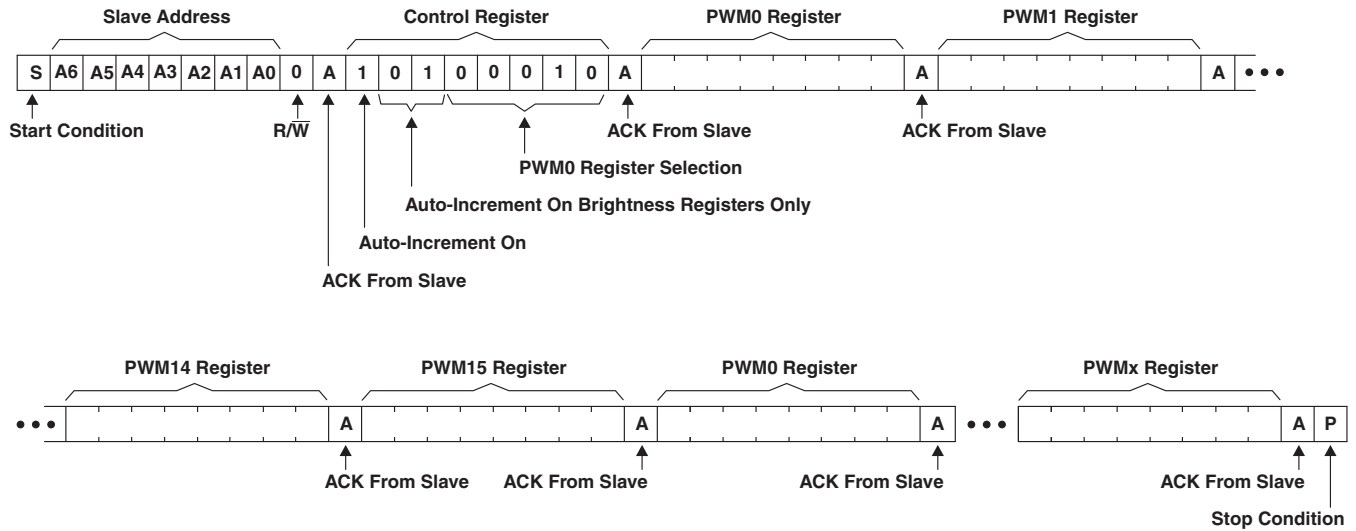 Slave Address Control Register PWM0 Register PWM1 Register
S A6 A5 A4 A3 A2 A1 A0 0 A 1 0 1 0 0 0 1 0 A A A •••
Start Condition R/W̅ ACK From Slave ACK From Slave
PWM0 Register Selection
Auto-Increment On Brightness Registers Only
Auto-Increment On
ACK From Slave
PWM14 Register PWM15 Register PWM0 Register PWMx Register
••• A A A ••• A P
ACK From Slave ACK From Slave ACK From Slave ACK From Slave
Stop Condition